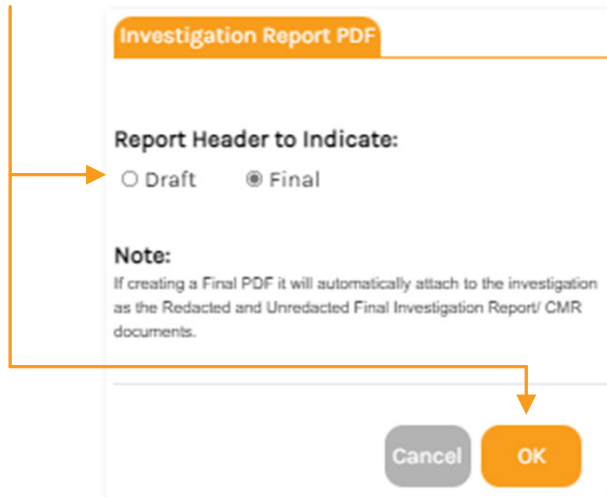 Investigation Report PDF
Report Header to Indicate:
Draft Final
Note:
If creating a Final PDF it will automatically attach to the investigation
as the Redacted and Unredacted Final Investigation Report/ CMR
documents.
Cancel OK